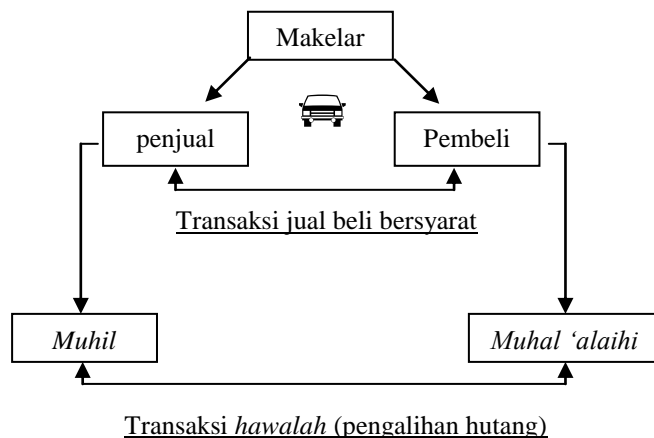 Makelar
penjual
Pembeli
Transaksi jual beli bersyarat
Muhil
Muhal ‘alaihi
Transaksi hawalah (pengalihan hutang)